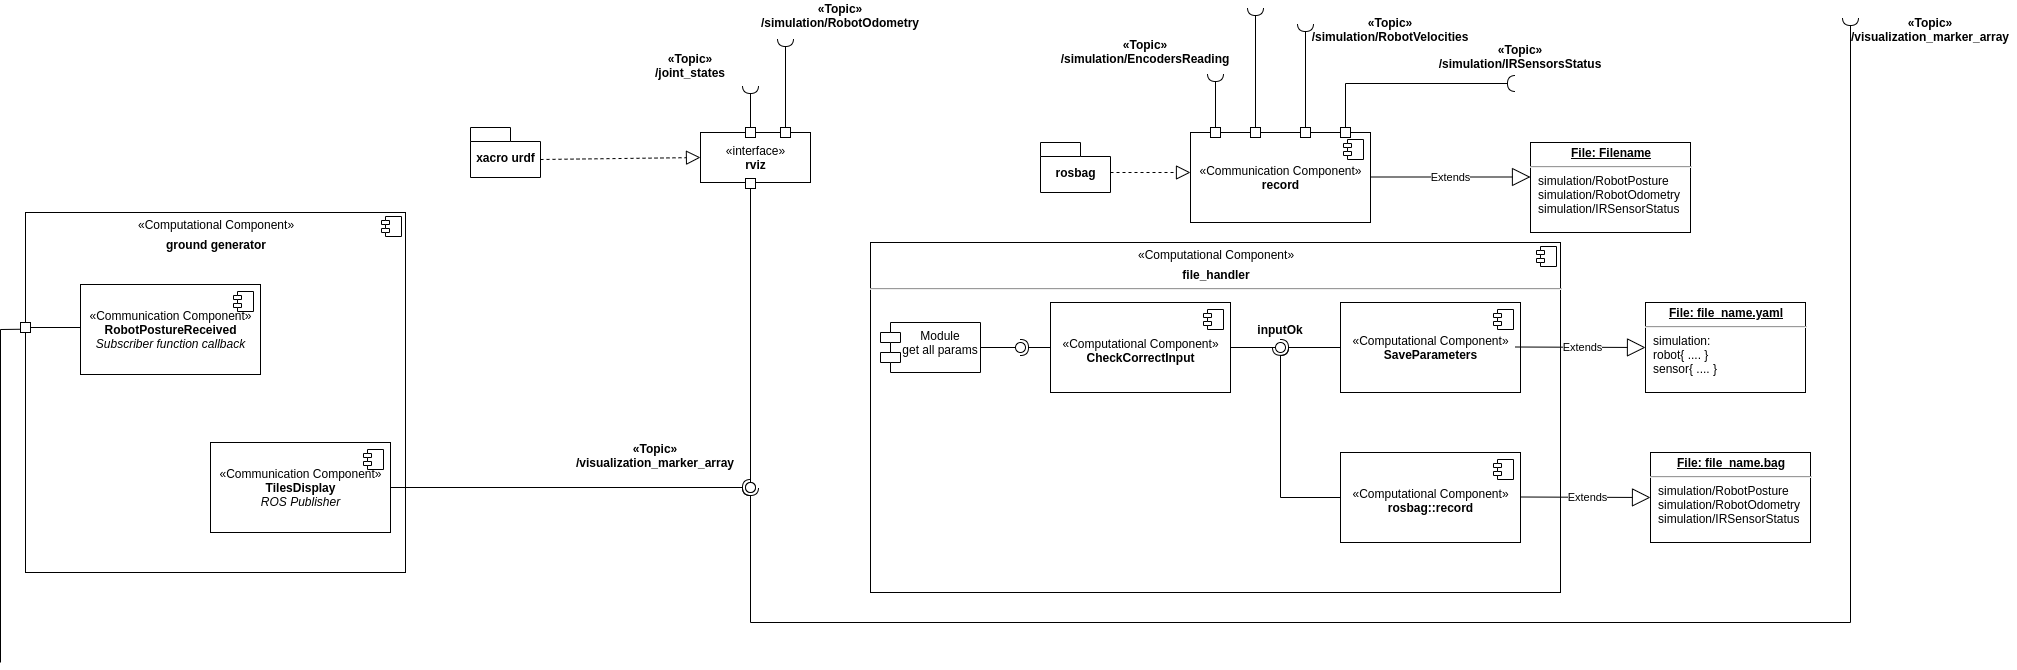 «Topic»
/simulation/RobotOdometry
«Topic»
/joint_states
«Topic»
/simulation/EncodersReading
«Topic»
/simulation/RobotVelocities
«Topic»
/simulation/IRSensorsStatus
«Topic»
/visualization_marker_array
xacro urdf
«interface»
rviz
rosbag
«Communication Component»
record
Extends
File: Filename
simulation/RobotPosture
simulation/RobotOdometry
simulation/IRSensorStatus
«Computational Component»
ground generator
«Communication Component»
RobotPostureReceived
Subscriber function callback
«Communication Component»
TilesDisplay
ROS Publisher
«Topic»
/visualization_marker_array
«Computational Component»
file_handler
Module
get all params
«Computational Component»
CheckCorrectInput
inputOk
«Computational Component»
SaveParameters
Extends
File: file_name.yaml
simulation:
robot{ .... }
sensor{ .... }
«Computational Component»
rosbag::record
Extends
File: file_name.bag
simulation/RobotPosture
simulation/RobotOdometry
simulation/IRSensorStatus